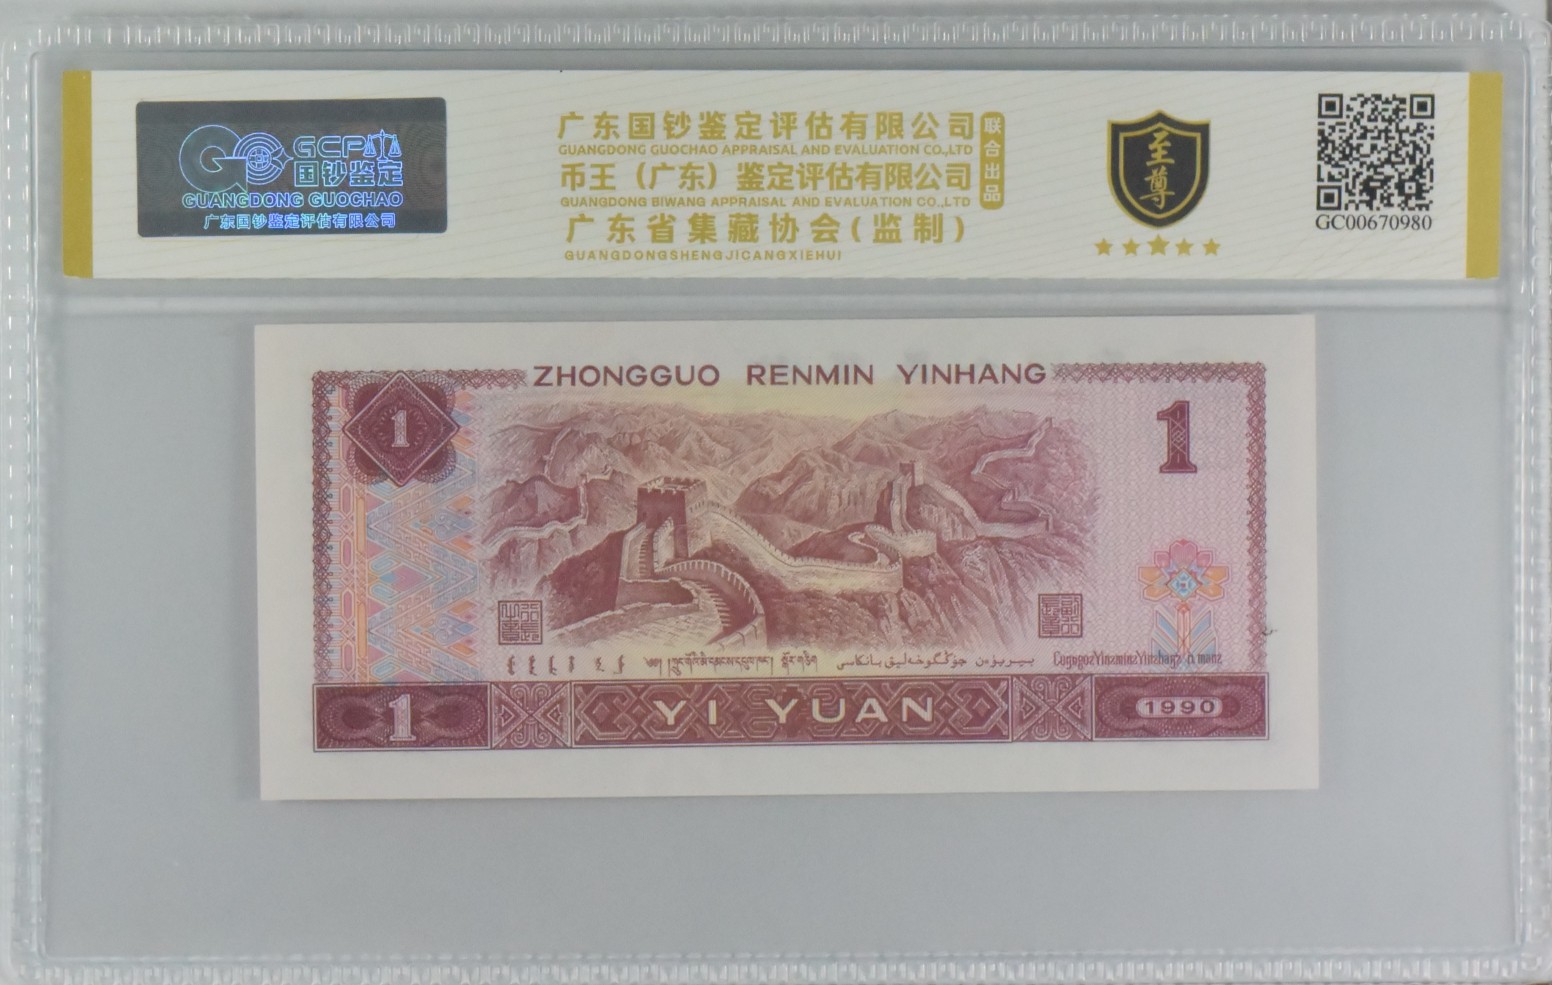 GCP
国钞鉴定
GUANGDONG GUOCHAO
广东国钞鉴定评估有限公司
广东国钞鉴定评估有限公司
GUANGDONG GUOCHAO APPRAISAL AND EVALUATION CO.,LTD
币王（广东）鉴定评估有限公司
GUANGDONG BIWANG APPRAISAL AND EVALUATION CO.,LTD
联合出品
广东省集藏协会(监制)
GUANGDONGSHENGJICANGXIEHUI
至尊
GC00670980
ZHONGGUO RENMIN YINHANG
1
1
1
YI YUAN
1990